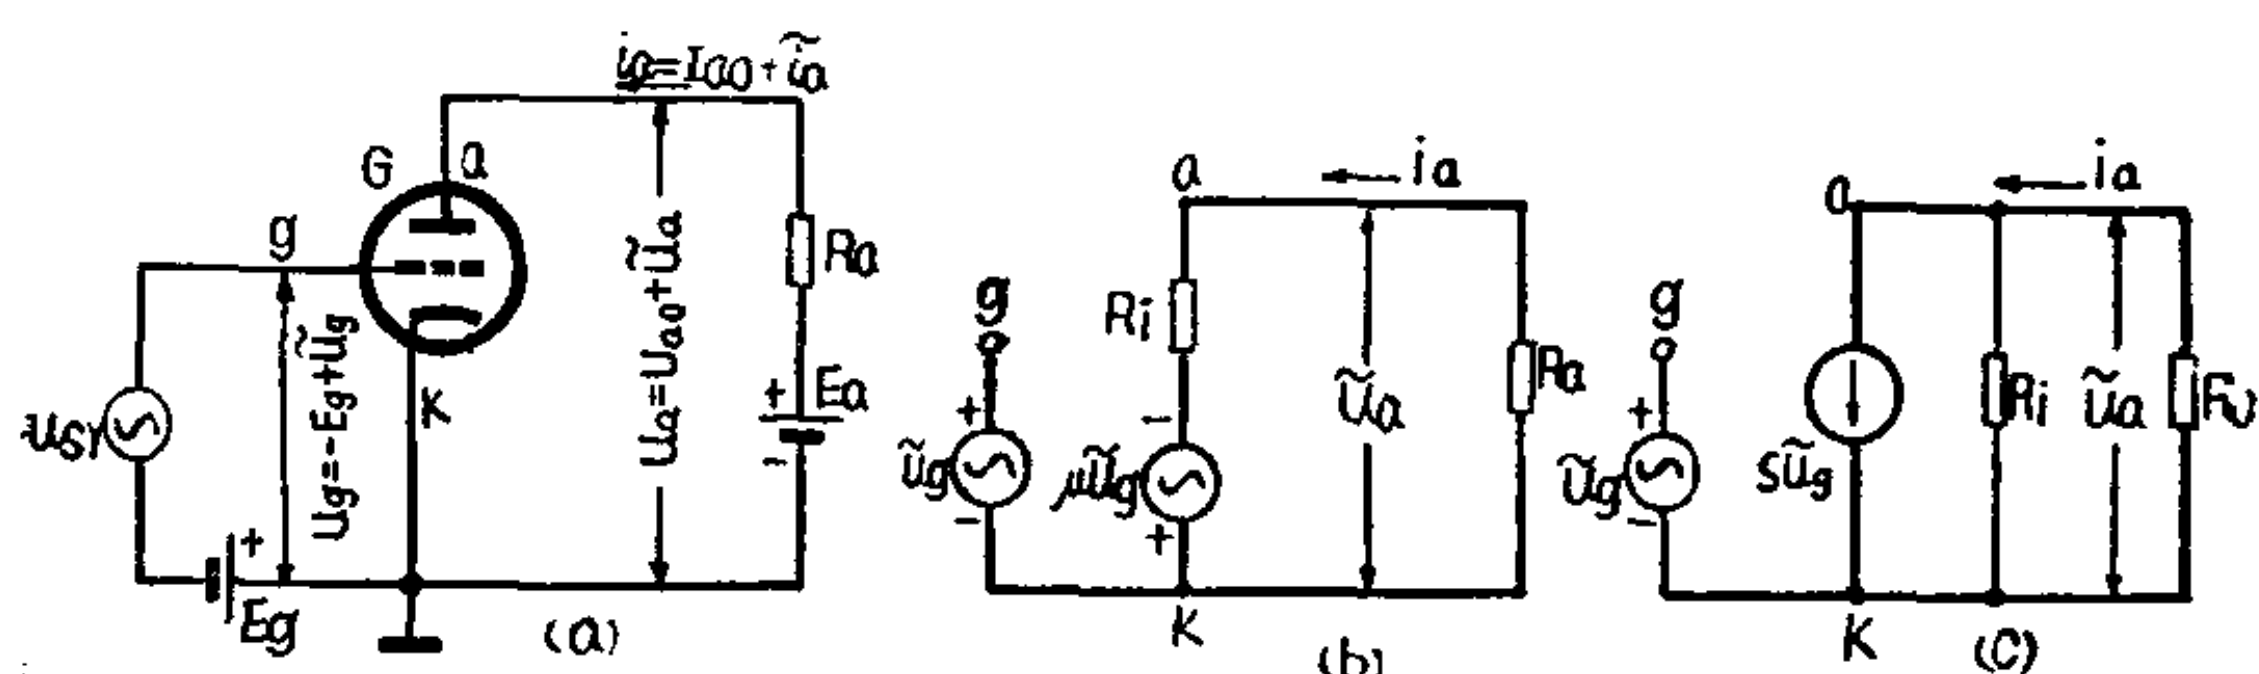 i̲a̲=Ia0+ĩa
G
a
g
K
usr
Eg
+
Ug=-Eg+ũg
Ua=Ua0+ũa
Ra
+
Ea
-
(a)
a
ia
g
Ri
+
ũg
-
-
μũg
+
ũa
Ra
K
(b)
a
ia
g
+
ũg
-
Sũg
Ri
ũa
K
(c)